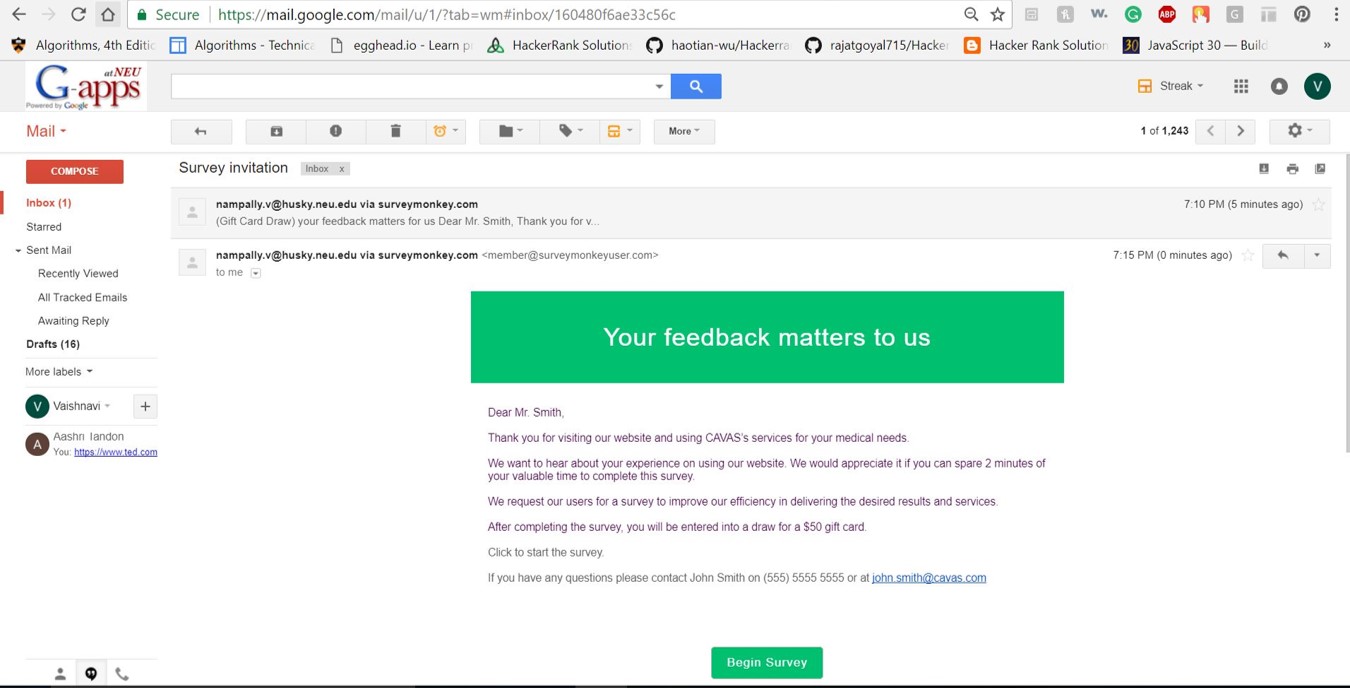 Secure https://mail.google.com/mail/u/1/?tab=wm#inbox/160480f6ae33c56c
ABP
Algorithms, 4th Editic Algorithms - Technica egghead.io - Learn p HackerRank Solution haotian-wu/Hackerra rajatgoyal715/Hacker Hacker Rank Solution 30 JavaScript 30 — Build »
at NEU
G-apps
Powered by Google
Streak V
Mail More 1 of 1,243
COMPOSE
Survey invitation Inbox x
Inbox (1)
Starred
Sent Mail
Recently Viewed
All Tracked Emails
Awaiting Reply
Drafts (16)
More labels
V Vaishnavi +
A Aashri Tandon
You: https://www.ted.com
nampally.v@husky.neu.edu via surveymonkey.com 7:10 PM (5 minutes ago)
(Gift Card Draw) your feedback matters for us Dear Mr. Smith, Thank you for v...
nampally.v@husky.neu.edu via surveymonkey.com <member@surveymonkeyuser.com> 7:15 PM (0 minutes ago)
to me
Your feedback matters to us
Dear Mr. Smith,
Thank you for visiting our website and using CAVAS's services for your medical needs.
We want to hear about your experience on using our website. We would appreciate it if you can spare 2 minutes of
your valuable time to complete this survey.
We request our users for a survey to improve our efficiency in delivering the desired results and services.
After completing the survey, you will be entered into a draw for a $50 gift card.
Click to start the survey.
If you have any questions please contact John Smith on (555) 5555 5555 or at john.smith@cavas.com
Begin Survey